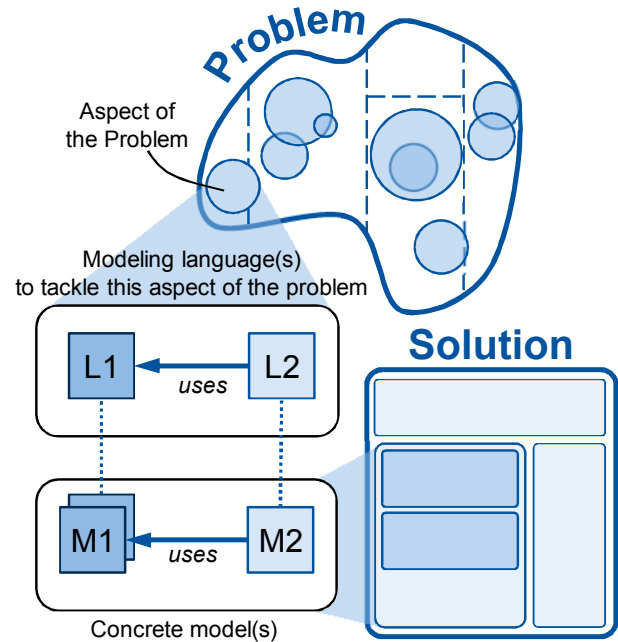 Problem
Aspect of
the Problem
Modeling language(s)
to tackle this aspect of the problem
L1
uses
L2
Solution
M1
uses
M2
Concrete model(s)